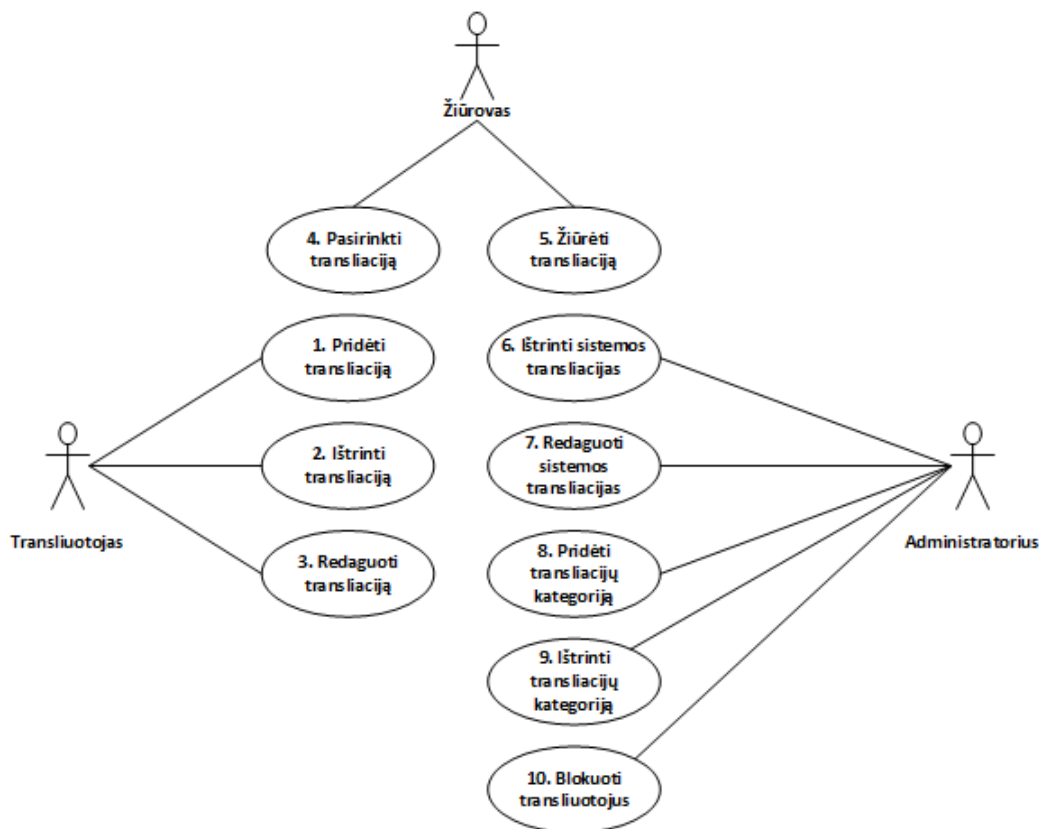 Žiūrovas
4. Pasirinkti
transliaciją
5. Žiūrėti
transliaciją
1. Pridėti
transliaciją
6. Ištrinti sistemos
transliacijas
2. Ištrinti
transliaciją
7. Redaguoti
sistemos
transliacijas
Transliuotojas
Administratorius
3. Redaguoti
transliaciją
8. Pridėti
transliacijų
kategoriją
9. Ištrinti
transliacijų
kategoriją
10. Blokuoti
transliuotojus